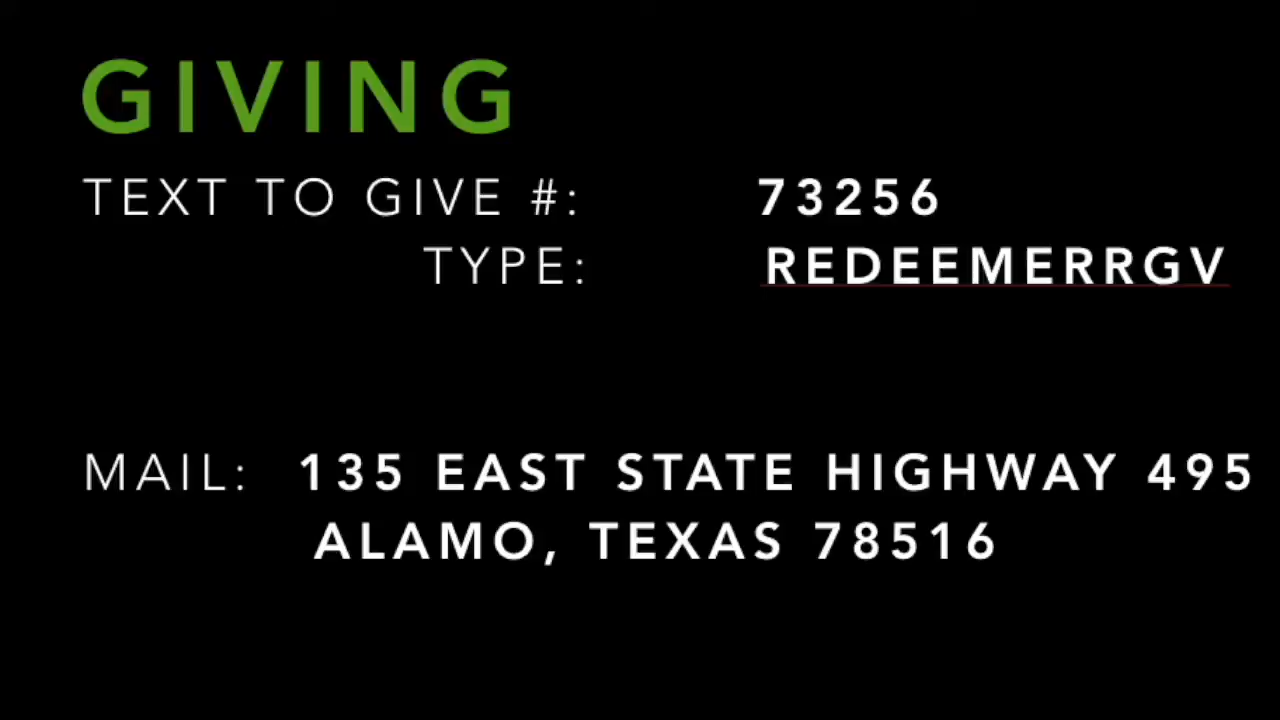 GIVING
TEXT TO GIVE #: 73256
TYPE: REDEEMERRGV
MAIL: 135 EAST STATE HIGHWAY 495
ALAMO, TEXAS 78516